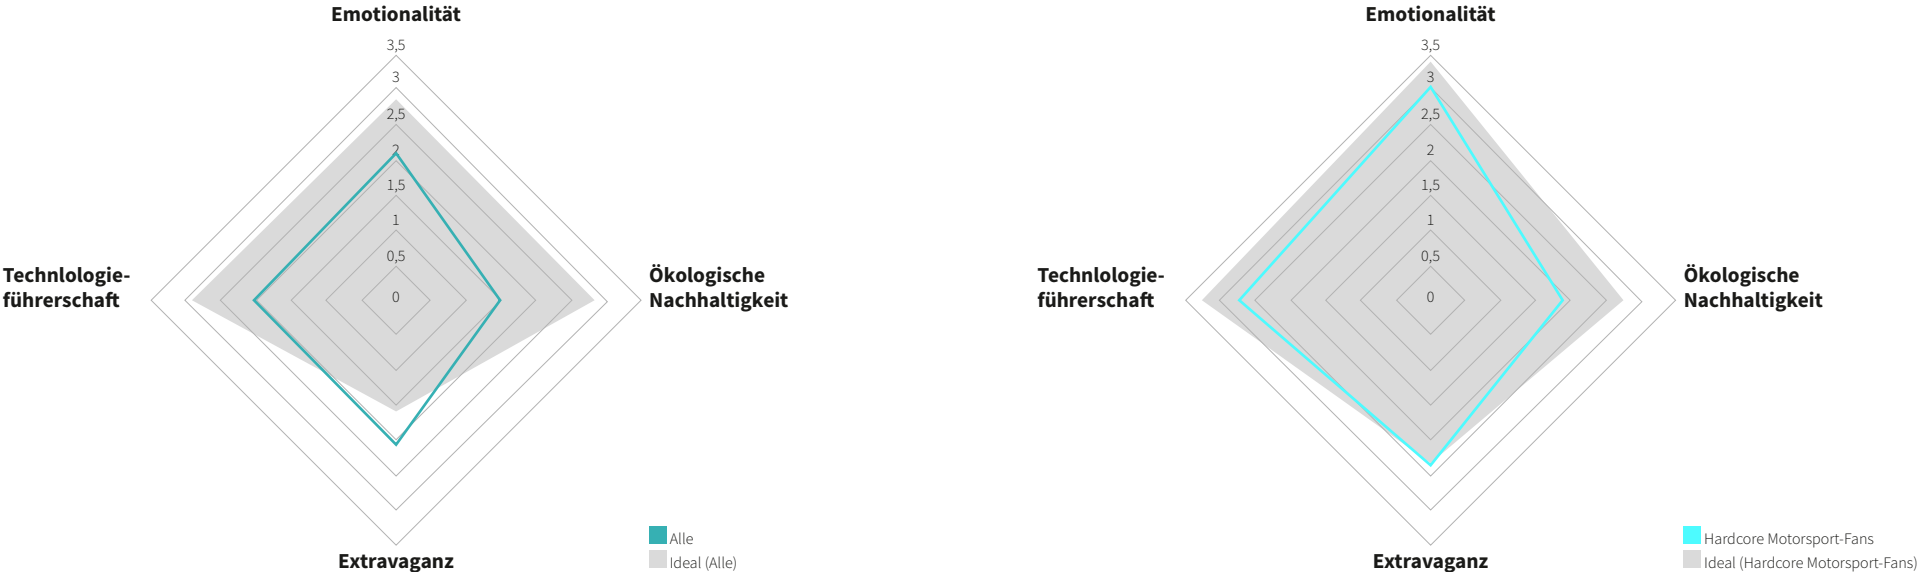 Emotionalität
3,5
3
2,5
2
1,5
1
0,5
0
Technlologie-
führerschaft
Ökologische
Nachhaltigkeit
Extravaganz
Alle
Ideal (Alle)
Emotionalität
3,5
3
2,5
2
1,5
1
0,5
0
Technlologie-
führerschaft
Ökologische
Nachhaltigkeit
Extravaganz
Hardcore Motorsport-Fans
Ideal (Hardcore Motorsport-Fans)